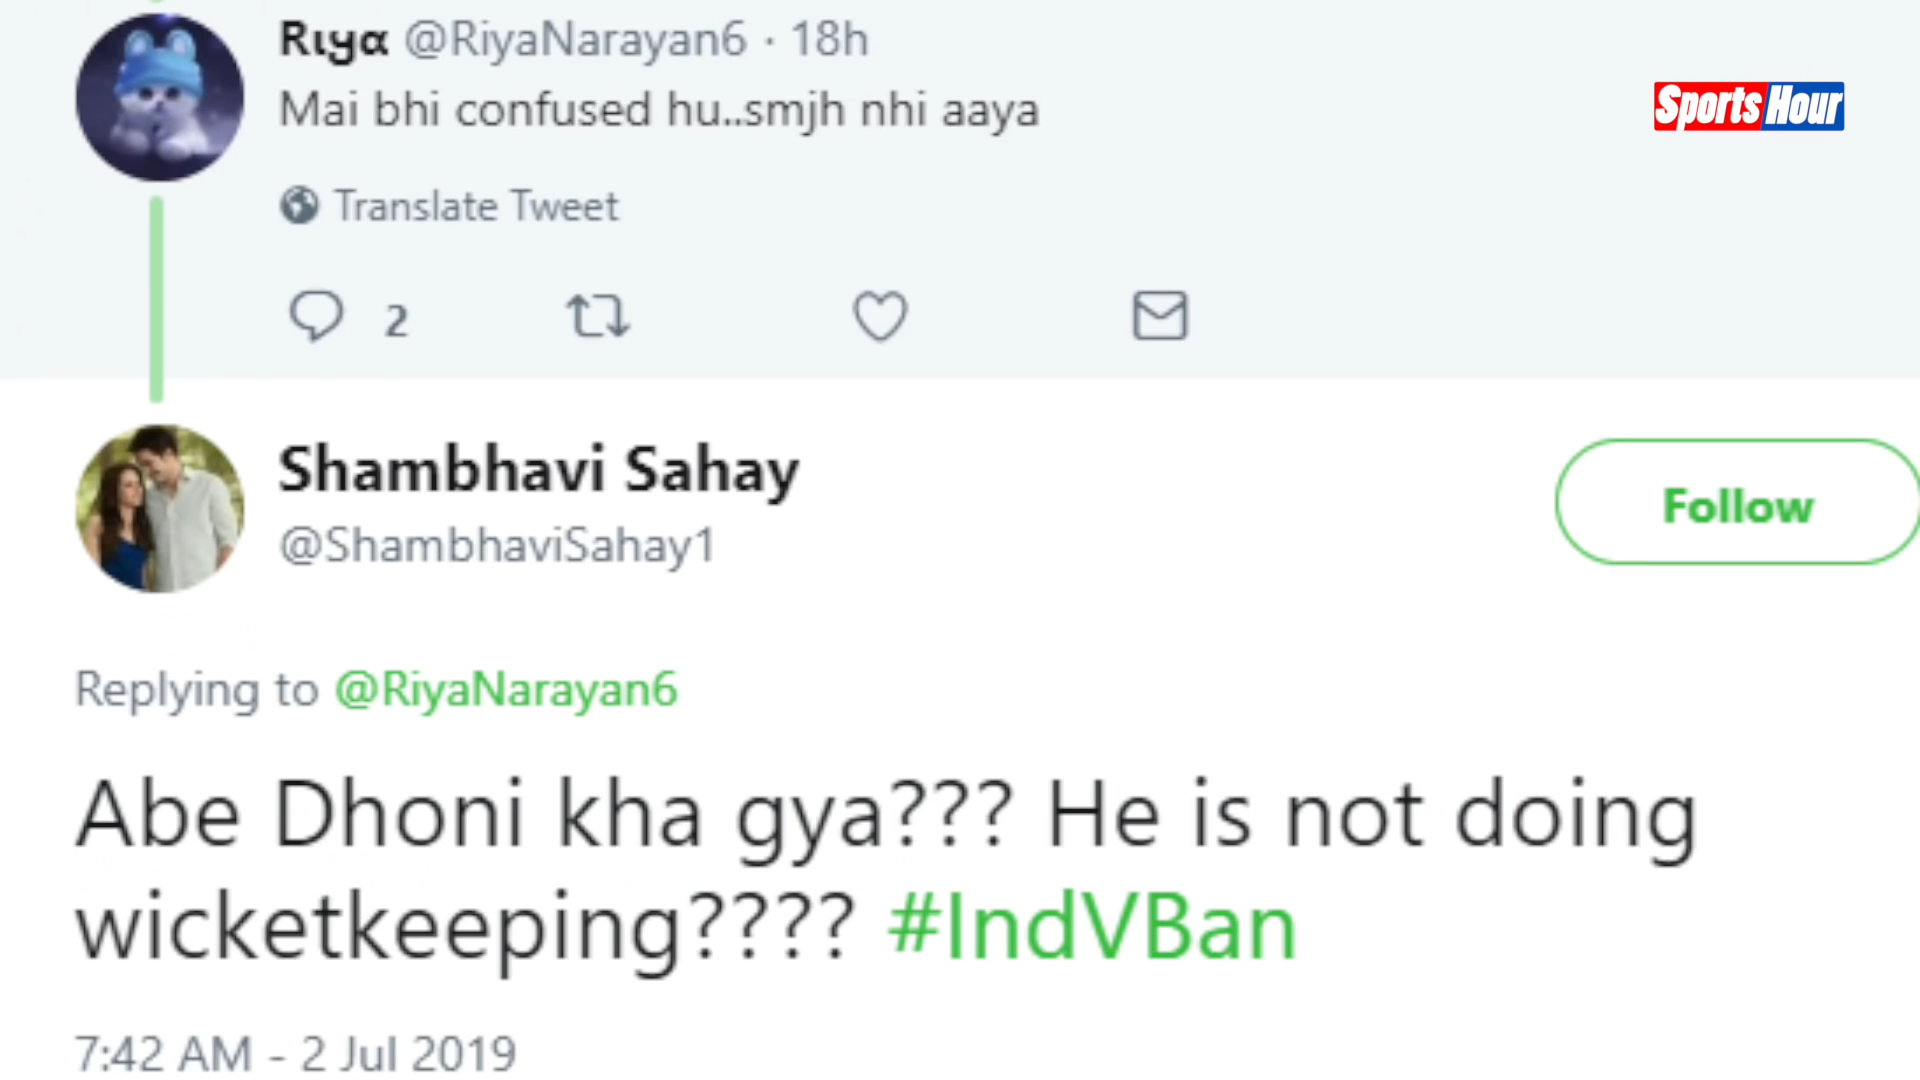 Rιყα @RiyaNarayan6 · 18h
Mai bhi confused hu..smjh nhi aaya
Sports Hour
Translate Tweet
2
Shambhavi Sahay
@ShambhaviSahay1
Follow
Replying to @RiyaNarayan6
Abe Dhoni kha gya??? He is not doing
wicketkeeping???? #IndVBan
7:42 AM - 2 Jul 2019